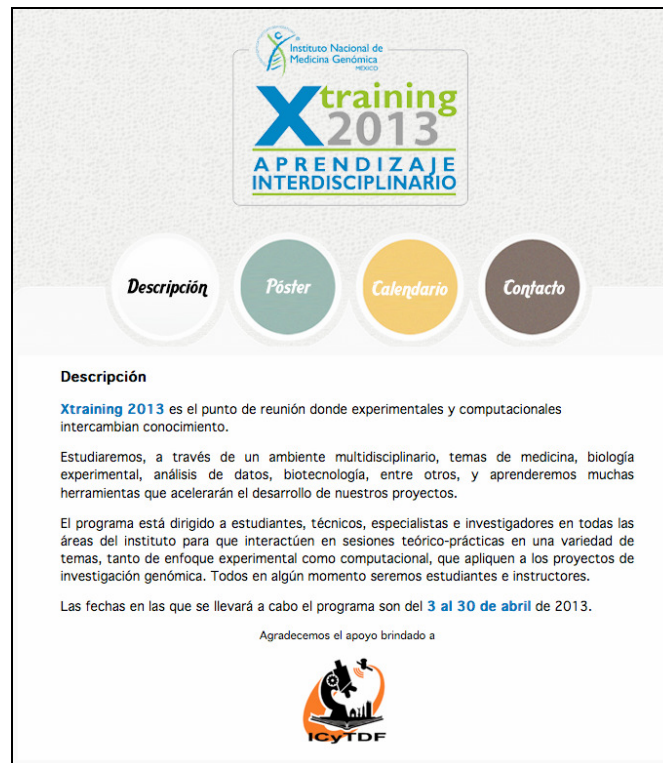 Instituto Nacional de
Medicina Genómica
MÉXICO
Xtraining
2013
APRENDIZAJE
INTERDISCIPLINARIO
Descripción
Póster
Calendario
Contacto
Descripción
Xtraining 2013 es el punto de reunión donde experimentales y computacionales
intercambian conocimiento.
Estudiaremos, a través de un ambiente multidisciplinario, temas de medicina, biología
experimental, análisis de datos, biotecnología, entre otros, y aprenderemos muchas
herramientas que acelerarán el desarrollo de nuestros proyectos.
El programa está dirigido a estudiantes, técnicos, especialistas e investigadores en todas las
áreas del instituto para que interactúen en sesiones teórico-prácticas en una variedad de
temas, tanto de enfoque experimental como computacional, que apliquen a los proyectos de
investigación genómica. Todos en algún momento seremos estudiantes e instructores.
Las fechas en las que se llevará a cabo el programa son del 3 al 30 de abril de 2013.
Agradecemos el apoyo brindado a
ICyTDF